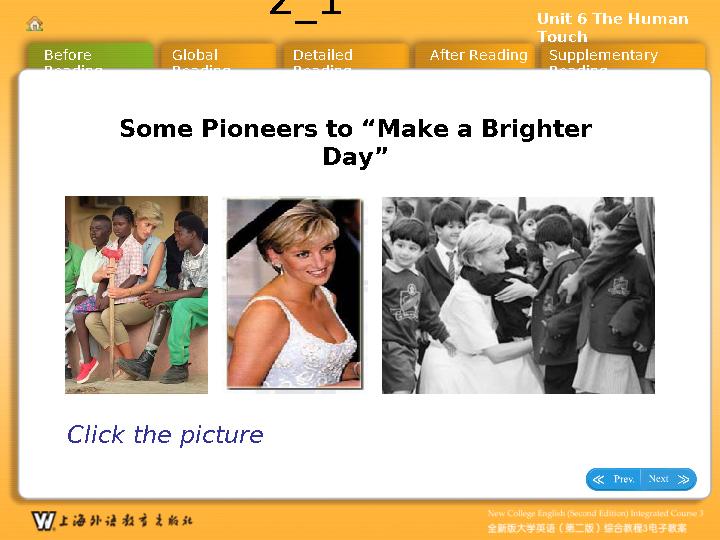 2_1
Unit 6 The Human
Touch
Before
Reading
Global
Reading
Detailed
Reading
After Reading
Supplementary
Reading
Some Pioneers to “Make a Brighter
Day”
Click the picture
Prev.
Next
W 上海外语教育出版社
New College English (Second Edition) Integrated Course 3
全新版大学英语（第二版）综合教程3电子教案